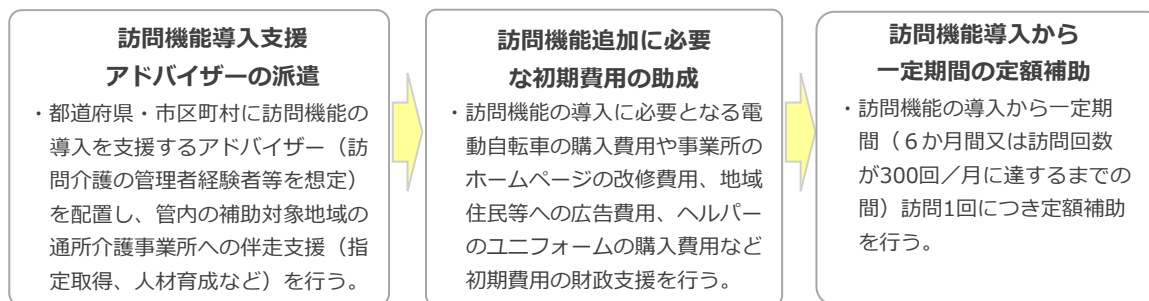 訪問機能導入支援
アドバイザーの派遣
・都道府県・市区町村に訪問機能の
導入を支援するアドバイザー（訪
問介護の管理者経験者等を想定）
を配置し、管内の補助対象地域の
通所介護事業所への伴走支援（指
定取得、人材育成など）を行う。
訪問機能追加に必要
な初期費用の助成
・訪問機能の導入に必要となる電
動自転車の購入費用や事業所の
ホームページの改修費用、地域
住民等への広告費用、ヘルパー
のユニフォームの購入費用など
初期費用の財政支援を行う。
訪問機能導入から
一定期間の定額補助
・訪問機能の導入から一定期
間（６か月間又は訪問回数
が300回／月に達するまでの
間）訪問1回につき定額補助
を行う。